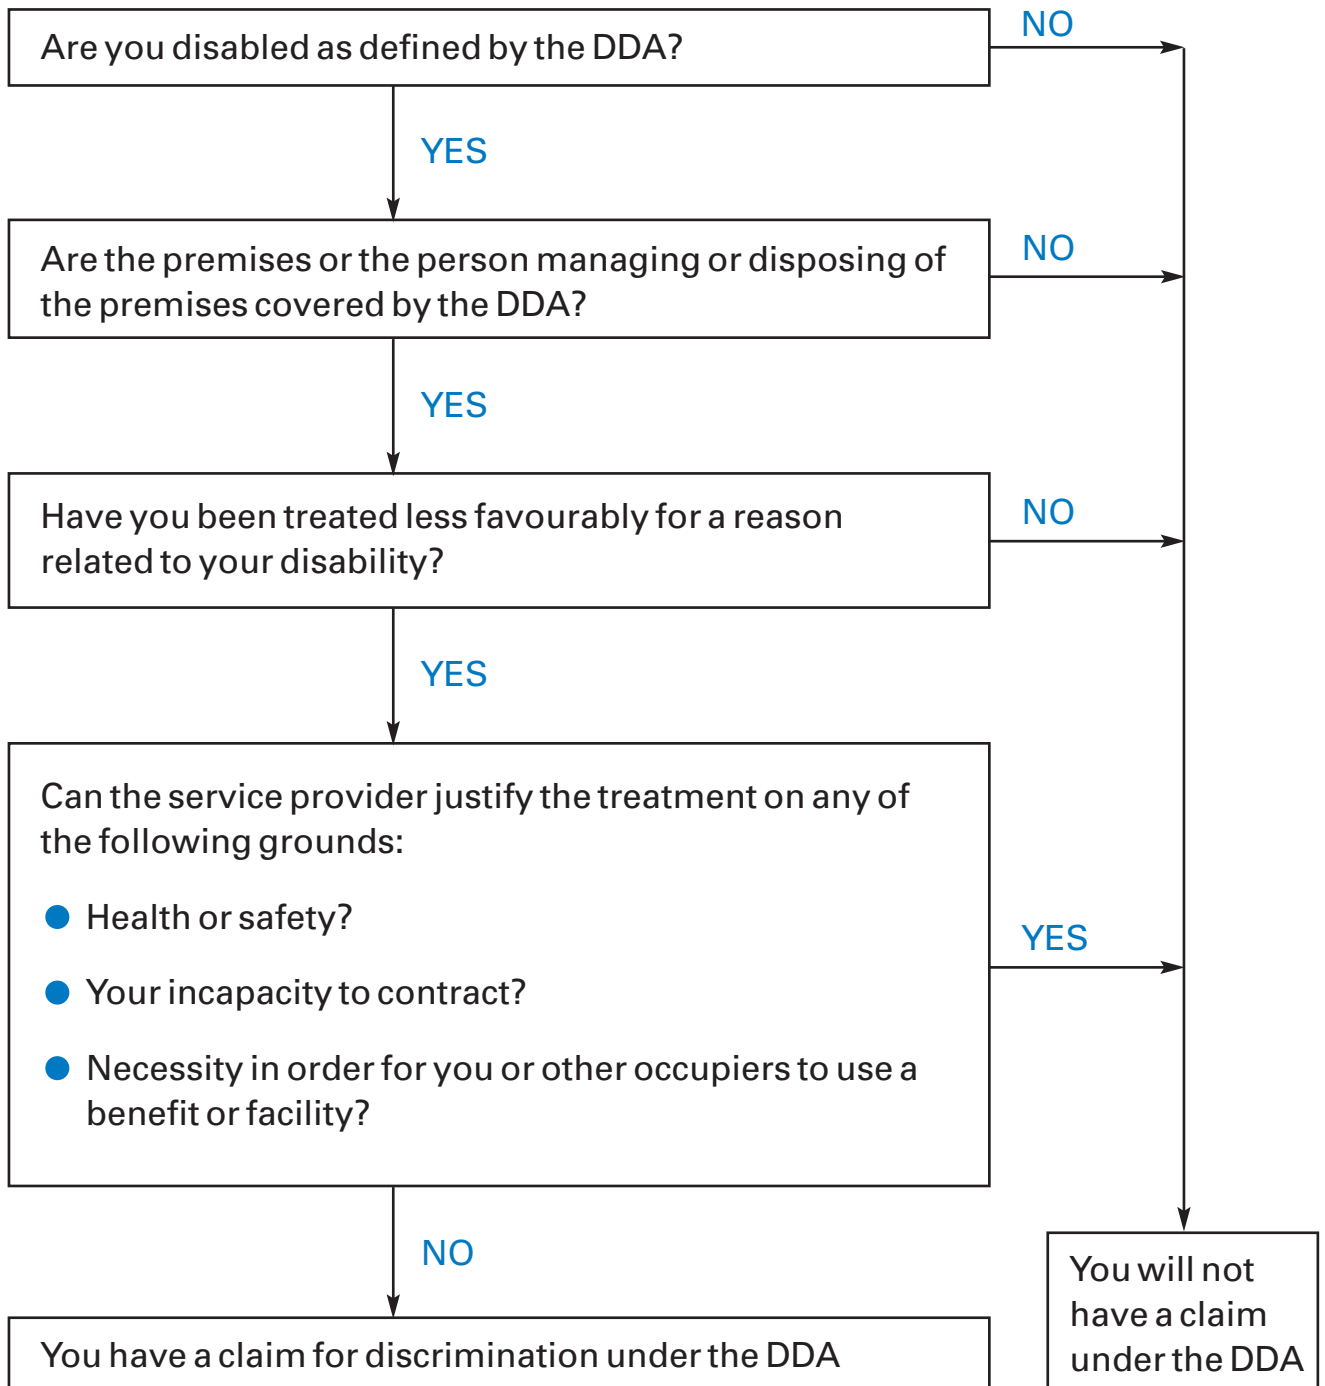 Are you disabled as defined by the DDA?
NO
YES
Are the premises or the person managing or disposing of
the premises covered by the DDA?
NO
YES
Have you been treated less favourably for a reason
related to your disability?
NO
YES
Can the service provider justify the treatment on any of
the following grounds:
● Health or safety?
● Your incapacity to contract?
● Necessity in order for you or other occupiers to use a
benefit or facility?
YES
NO
You have a claim for discrimination under the DDA
You will not
have a claim
under the DDA